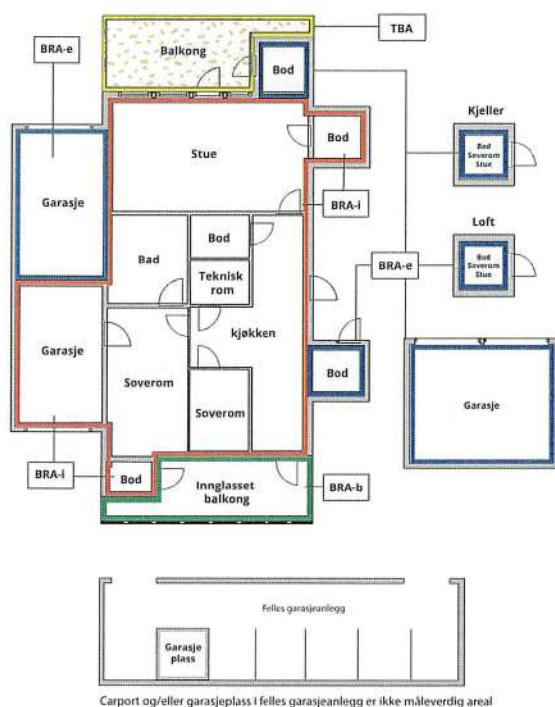 TBA
BRA-e
Balkong
Bod
Kjeller
Stue
Bod
Bod
Soverom
Stue
Garasje
BRA-i
Loft
Bod
Bad
Teknisk
rom
BRA-e
Bod
Soverom
Stue
kjøkken
Garasje
Soverom
Bod
Garasje
Soverom
BRA-i
Bod
Innglasset
balkong
BRA-b
Felles garasjeanlegg
Garasje
plass
Carport og/eller garasjeplass i felles garasjeanlegg er ikke måleverdig areal